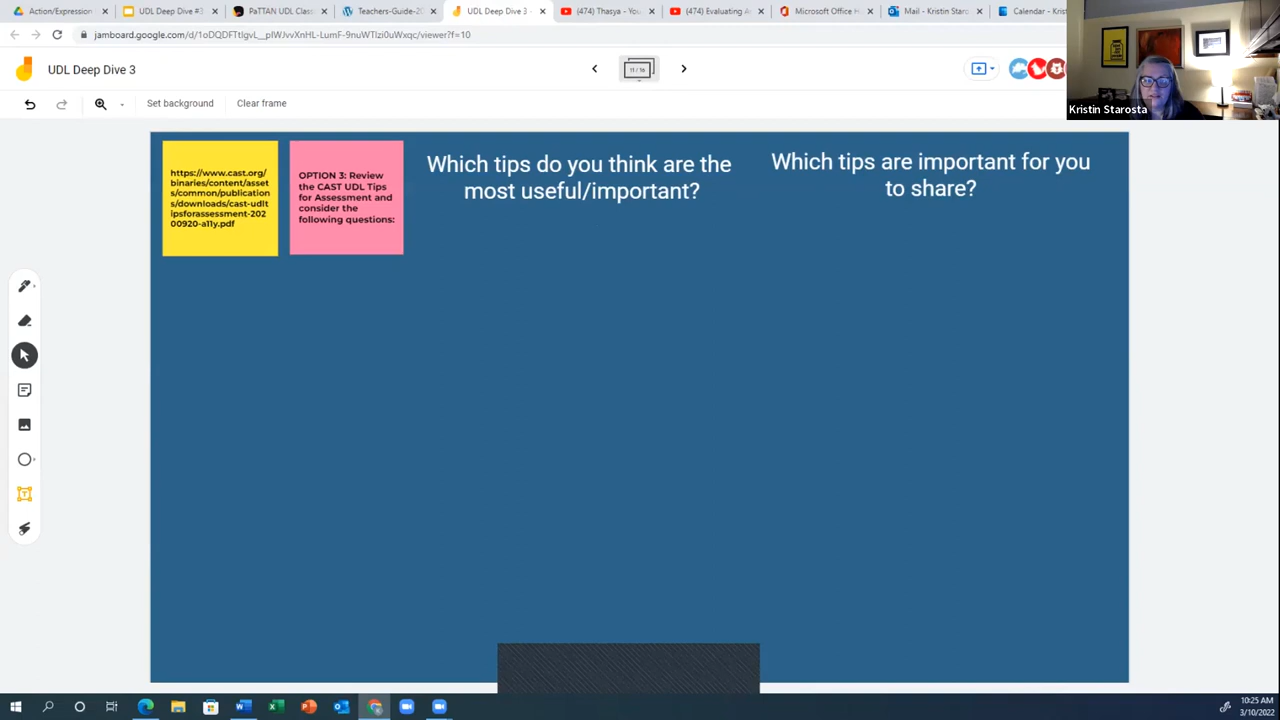 Action/Expression
UDL Deep Dive #3
PaTTAN UDL Class
Teachers-Guide-20
UDL Deep Dive 3 -
(474) Thasya - You
(474) Evaluating A
Microsoft Office H
Mail - Kristin Staro
Calendar - Krist
jamboard.google.com/d/1oDQDFTtlgvL__plWJvvXnHL-LumF-9nuWTlzi0uWxqc/viewer?f=10
UDL Deep Dive 3
11 / 16
Set background
Clear frame
Kristin Starosta
https://www.cast.org/
binaries/content/asset
s/common/publication
s/downloads/cast-udlt
ipsforassessment-202
00920-a11y.pdf
OPTION 3: Review
the CAST UDL Tips
for Assessment and
consider the
following questions:
Which tips do you think are the
most useful/important?
Which tips are important for you
to share?
10:25 AM
3/10/2022